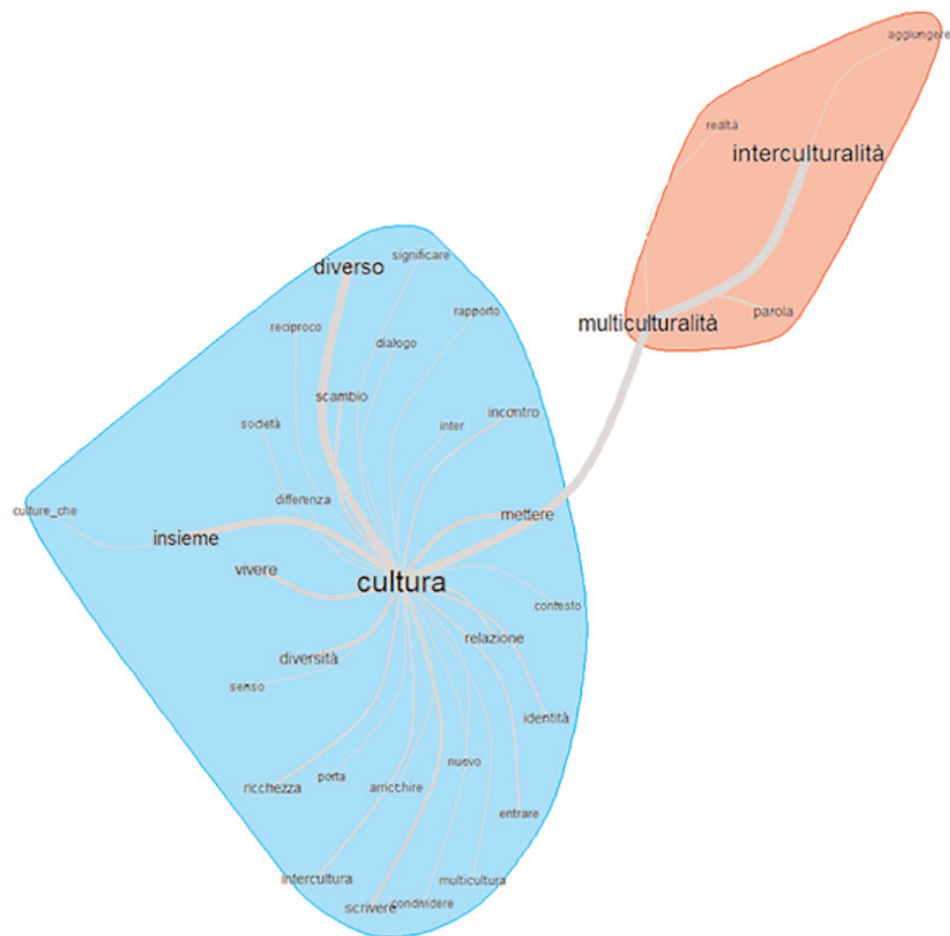 aggiungere
realtà
interculturalità
diverso
significare
reciproco
rapporto
multiculturalità
parola
dialogo
scambio
società
incontro
inter
culture_che
differenza
mettere
insieme
vivere
cultura
contesto
relazione
diversità
senso
identità
nuovo
porta
ricchezza
arricchire
entrare
intercultura
multicultura
scrivere
condividere